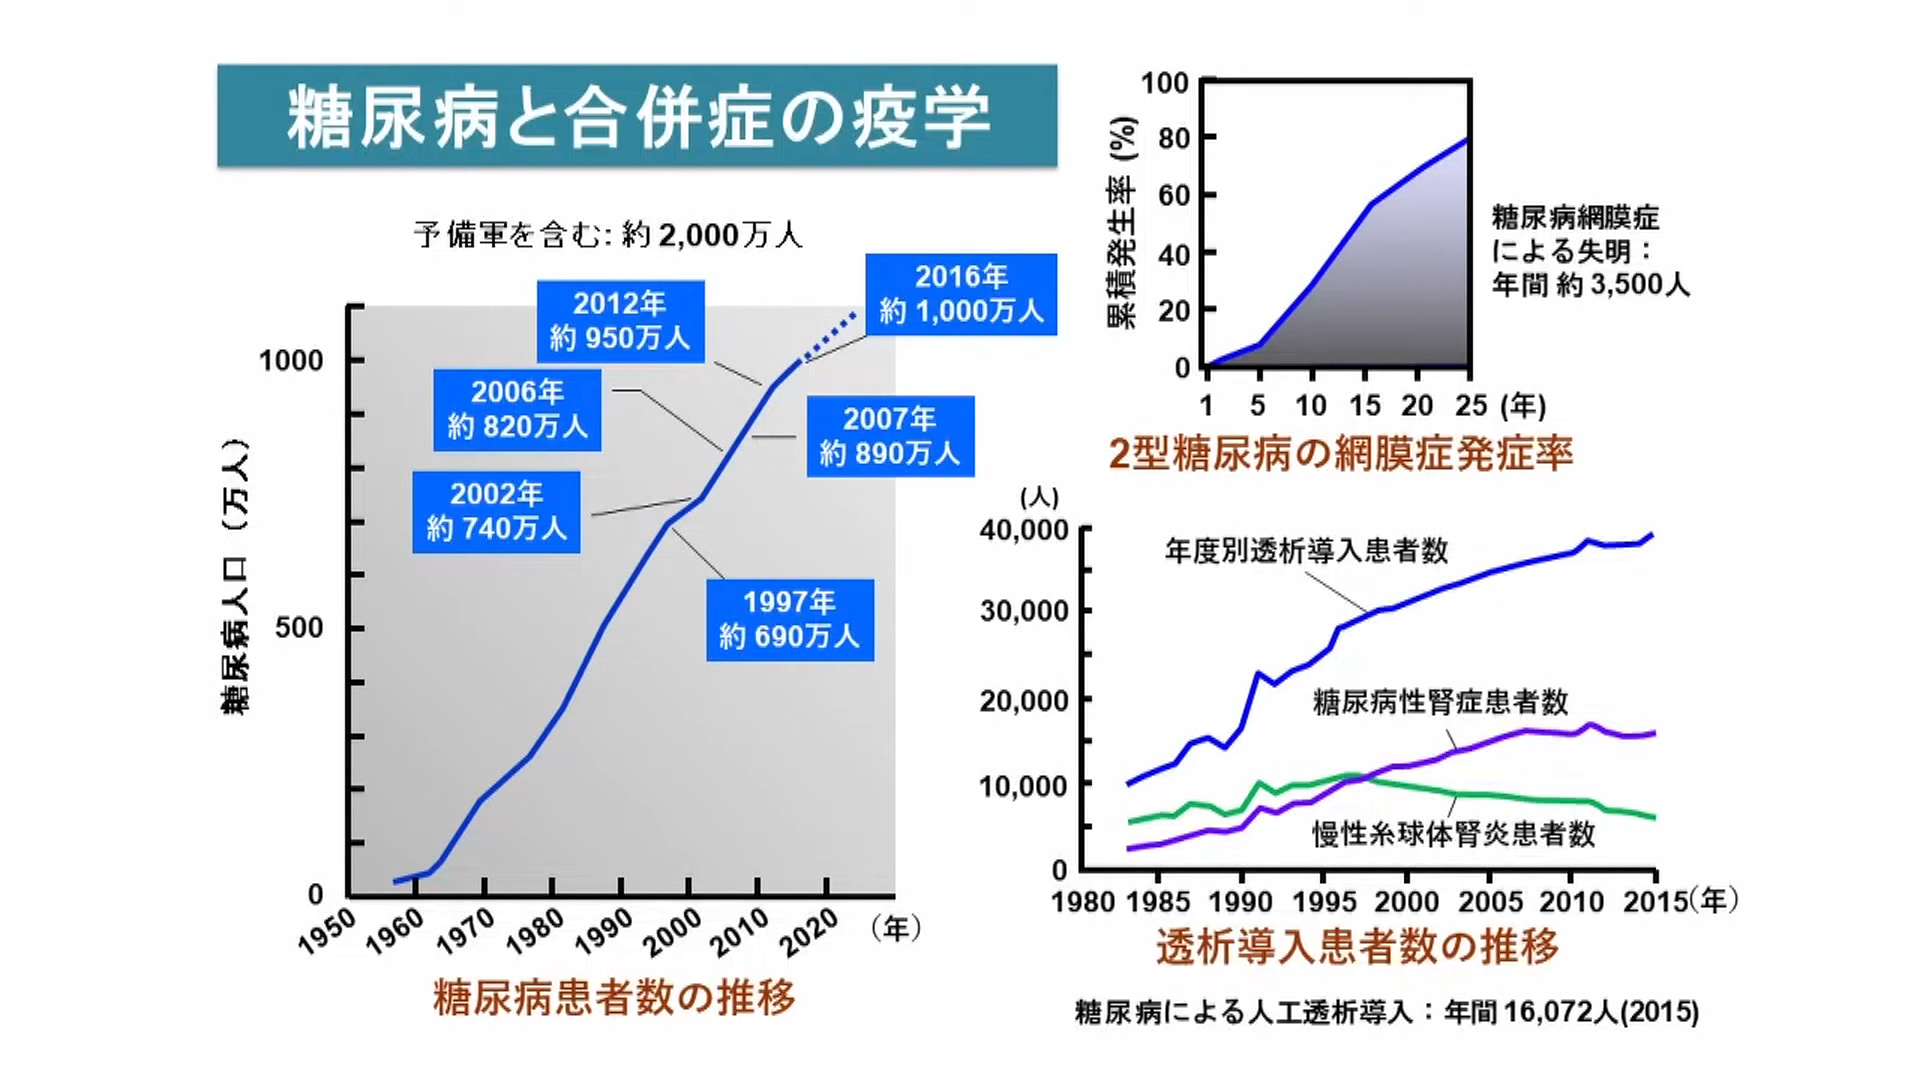 糖尿病と合併症の疫学
予備軍を含む: 約 2,000万人
2016年
約 1,000万人
2012年
約 950万人
2006年
約 820万人
2007年
約 890万人
2002年
約 740万人
1997年
約 690万人
糖尿病人口（万人）
1000
500
0
1950
1960
1970
1980
1990
2000
2010
2020
（年）
糖尿病患者数の推移
累積発生率 (%)
100
80
60
40
20
0
1 5 10 15 20 25 (年)
2型糖尿病の網膜症発症率
糖尿病網膜症
による失明：
年間 約 3,500人
(人)
40,000
30,000
20,000
10,000
0
年度別透析導入患者数
糖尿病性腎症患者数
慢性糸球体腎炎患者数
1980 1985 1990 1995 2000 2005 2010 2015（年）
透析導入患者数の推移
糖尿病による人工透析導入：年間 16,072人(2015)